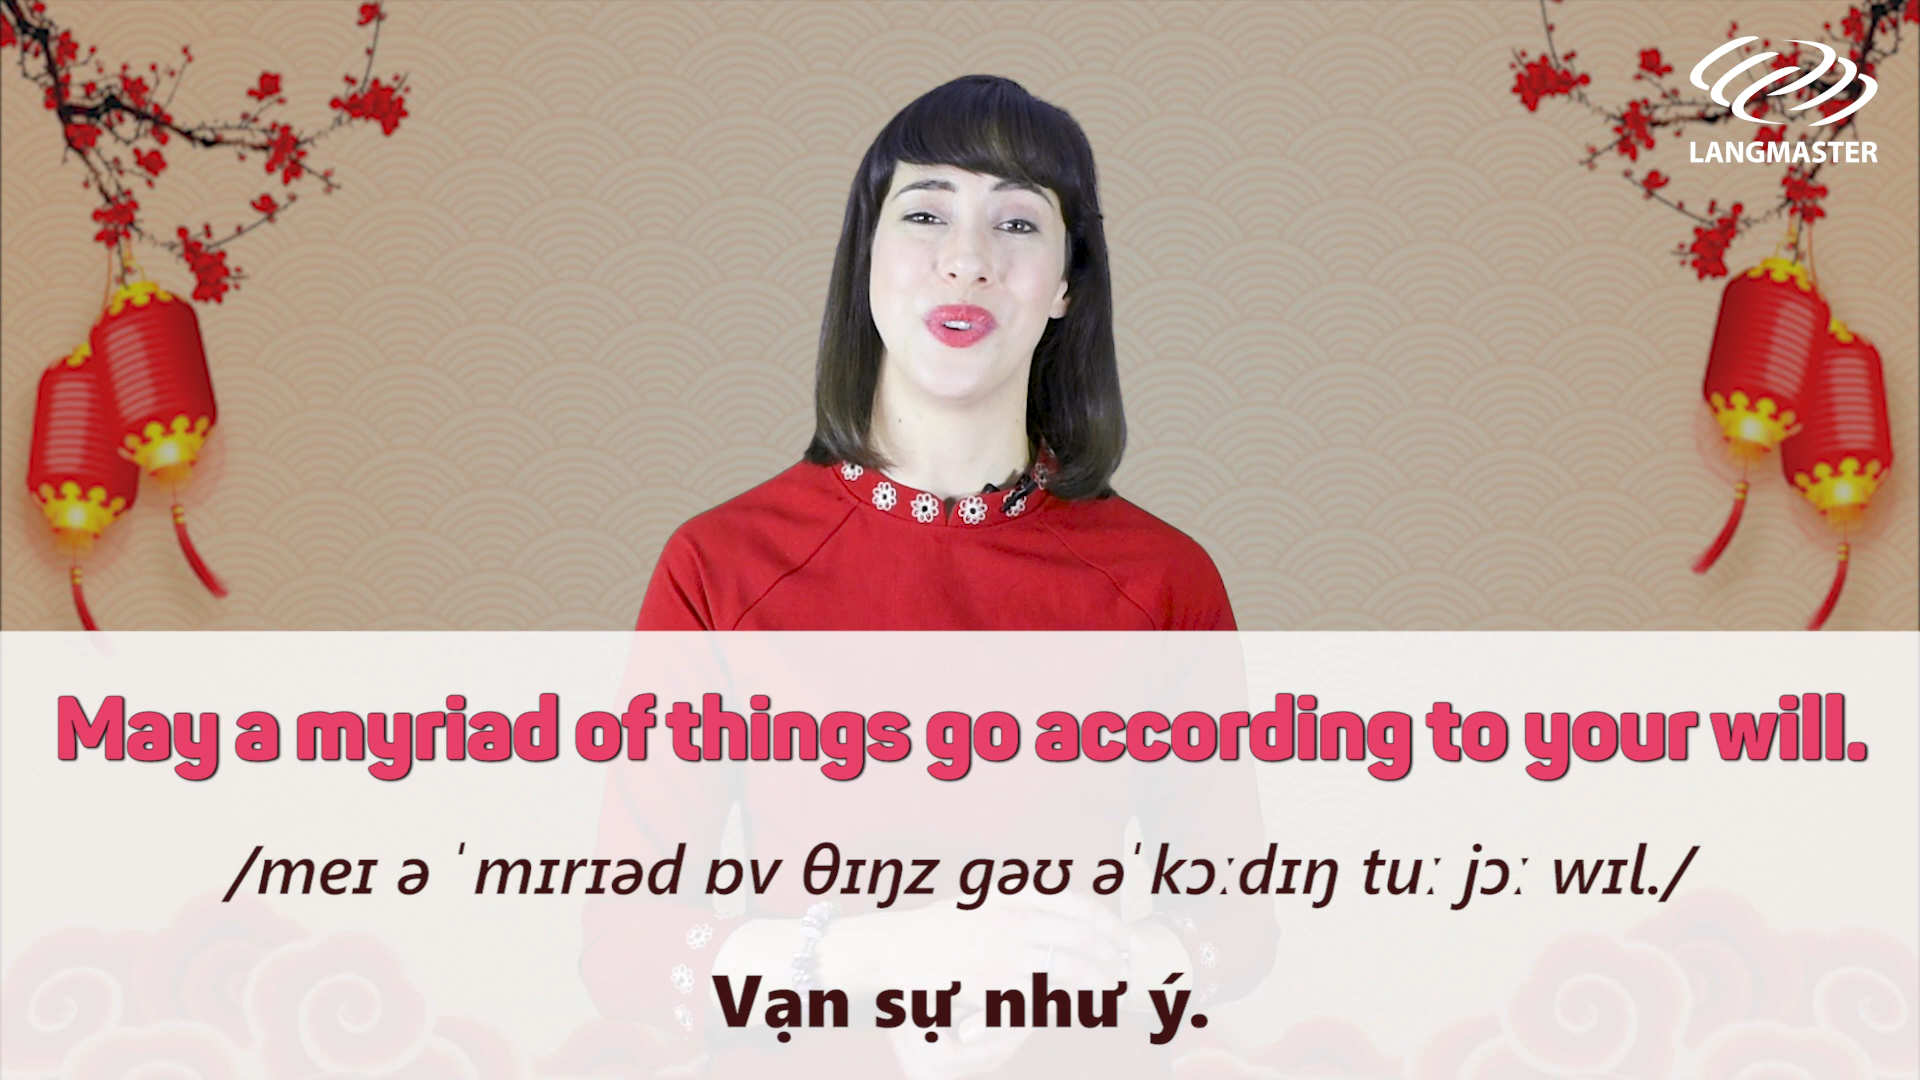 LANGMASTER
May a myriad of things go according to your will.
/meɪ ə ˈmɪrɪəd ɒv θɪŋz gəʊ əˈkɔːdɪŋ tuː jɔː wɪl./
Vạn sự như ý.